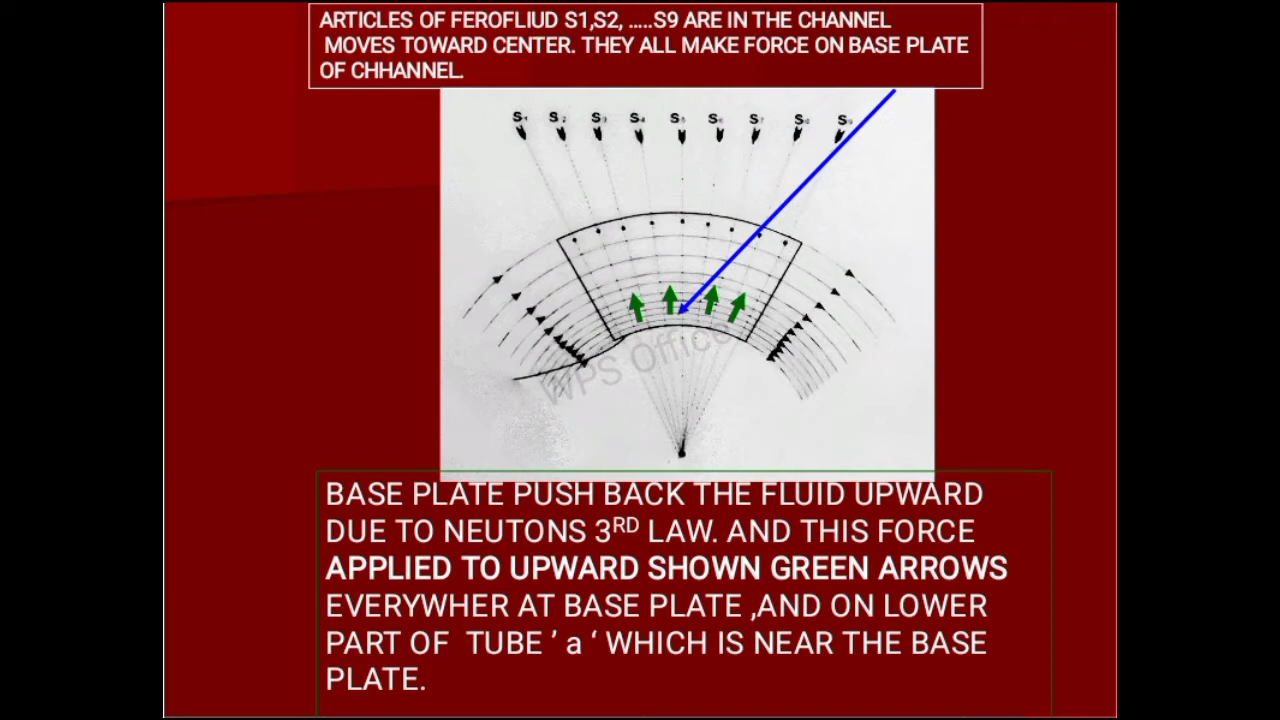 ARTICLES OF FEROFLIUD S1,S2, .....S9 ARE IN THE CHANNEL
MOVES TOWARD CENTER. THEY ALL MAKE FORCE ON BASE PLATE
OF CHHANNEL.
S1 S2 S3 S4 S5 S6 S7 S8 S9
WPS Office
BASE PLATE PUSH BACK THE FLUID UPWARD
DUE TO NEUTONS 3RD LAW. AND THIS FORCE
APPLIED TO UPWARD SHOWN GREEN ARROWS
EVERYWHER AT BASE PLATE ,AND ON LOWER
PART OF TUBE ’ a ‘ WHICH IS NEAR THE BASE
PLATE.